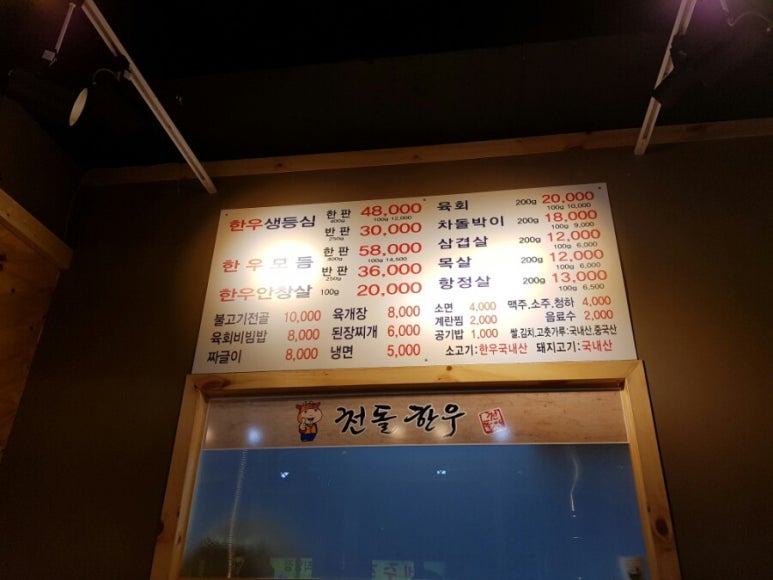 한우생등심 한판 400g 48,000 100g 12,000
반판 250g 30,000
한우모듬 한판 400g 58,000 100g 14,500
반판 250g 36,000
한우안창살 100g 20,000
육회 200g 20,000 100g 10,000
차돌박이 200g 18,000 100g 9,000
삼겹살 200g 12,000 100g 6,000
목살 200g 12,000 100g 6,000
항정살 200g 13,000 100g 6,500
불고기전골 10,000
육회비빔밥 8,000
짜글이 8,000
육개장 8,000
된장찌개 6,000
냉면 5,000
소면 4,000
계란찜 2,000
공기밥 1,000
맥주.소주.청하 4,000
음료수 2,000
쌀,김치,고춧가루:국내산,중국산
소고기:한우국내산 돼지고기:국내산
전돌한우